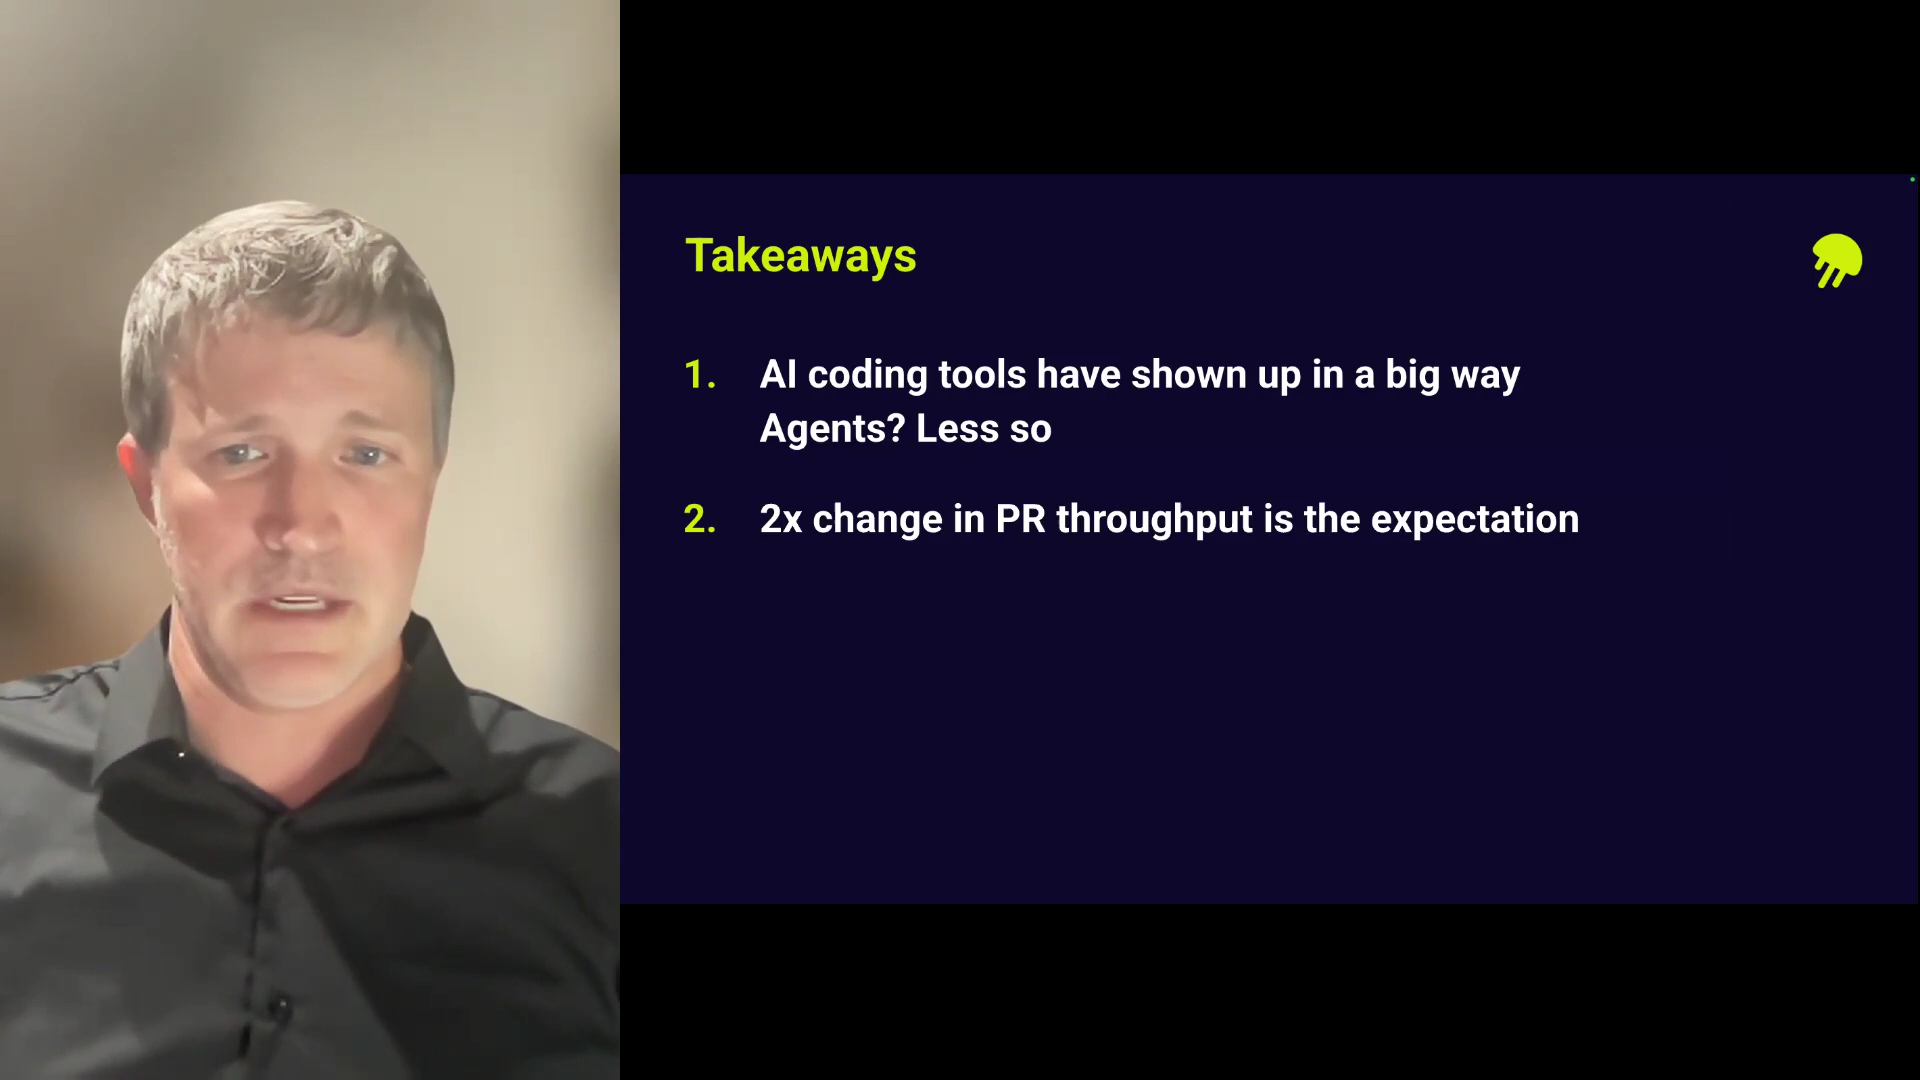 Takeaways
1. AI coding tools have shown up in a big way
Agents? Less so
2. 2x change in PR throughput is the expectation